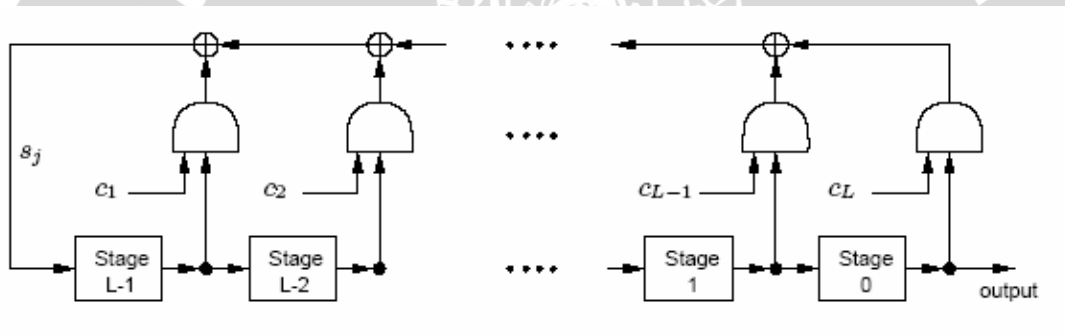 s_j
c_1
c_2
c_{L-1}
c_L
Stage
L-1
Stage
L-2
Stage
1
Stage
0
output